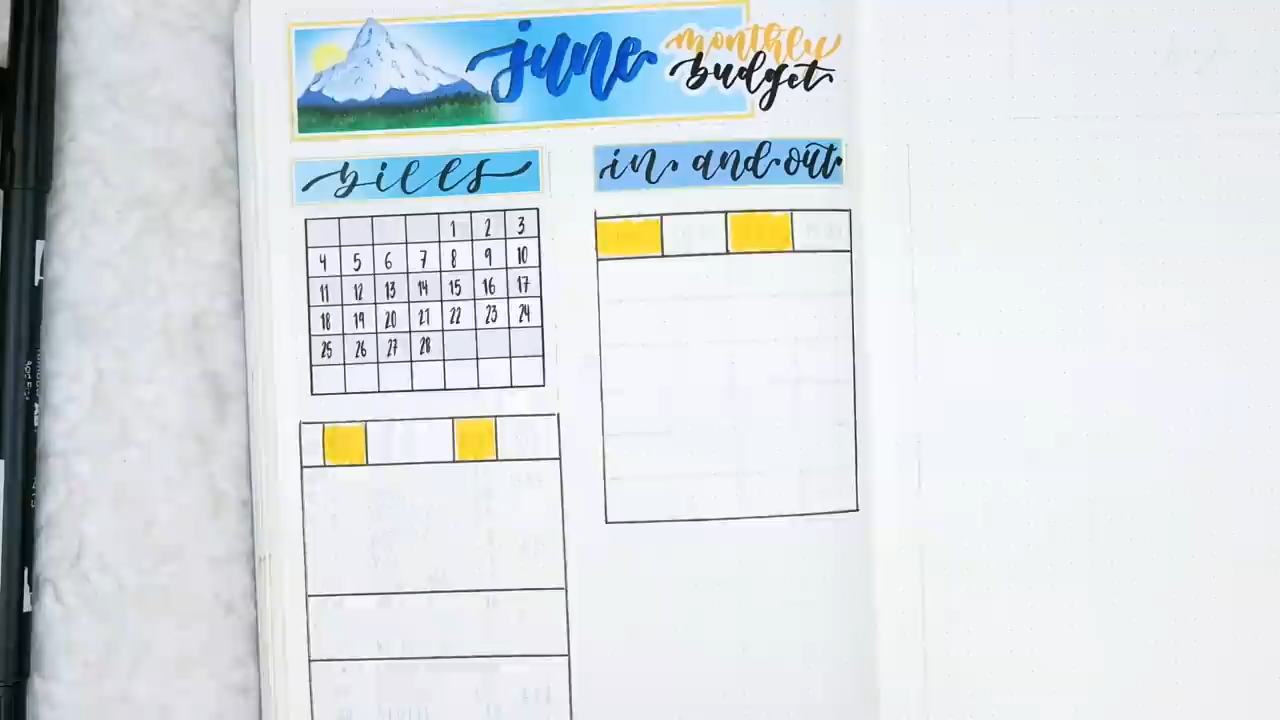 june monthly
budget
bills
in and out
1 2 3
4 5 6 7 8 9 10
11 12 13 14 15 16 17
18 19 20 21 22 23 24
25 26 27 28